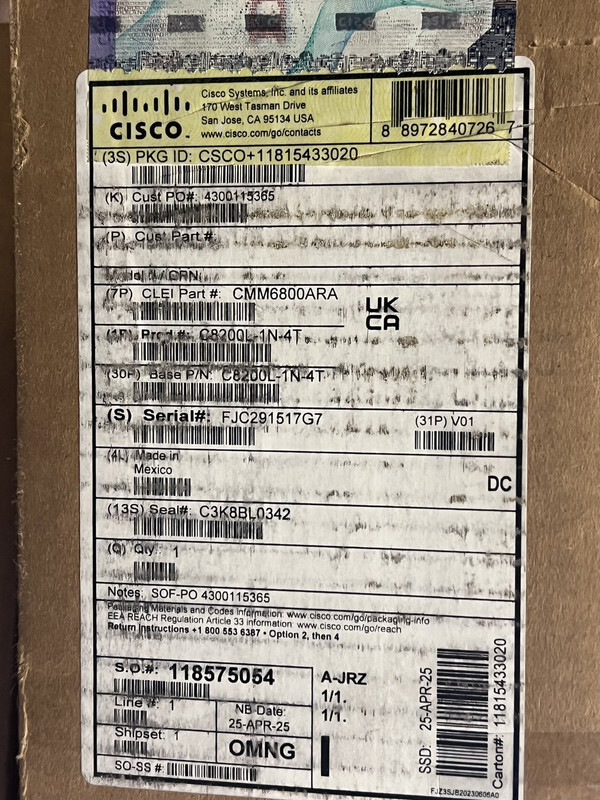 CISCO
Cisco Systems, Inc. and its affiliates
170 West Tasman Drive
San Jose, CA 95134 USA
www.cisco.com/go/contacts
8 8972840726 7
(3S) PKG ID: CSCO+11815433020
(K) Cust PO#: 4300115365
(P) Cust Part #:
(7P) CLEI Part #: CMM6800ARA
UK
CA
(1P) Prod #: C8200L-1N-4T
(30P) Base P/N: C8200L-1N-4T
(S) Serial#: FJC291517G7
(31P) V01
(4L) Made in
Mexico
DC
(13S) Seal#: C3K8BL0342
(Q) Qty: 1
Notes: SOF-PO 4300115365
Packaging Materials and Codes Information: www.cisco.com/go/packaging-info
EEA REACH Regulation Article 33 information: www.cisco.com/go/reach
Return Instructions +1 800 553 6387 • Option 2, then 4
S.O.#: 118575054
Line #: 1
Shipset: 1
SO-SS #:
NB Date:
25-APR-25
OMNG
A-JRZ
1/1.
1/1.
SSD: 25-APR-25
Carton#: 11815433020